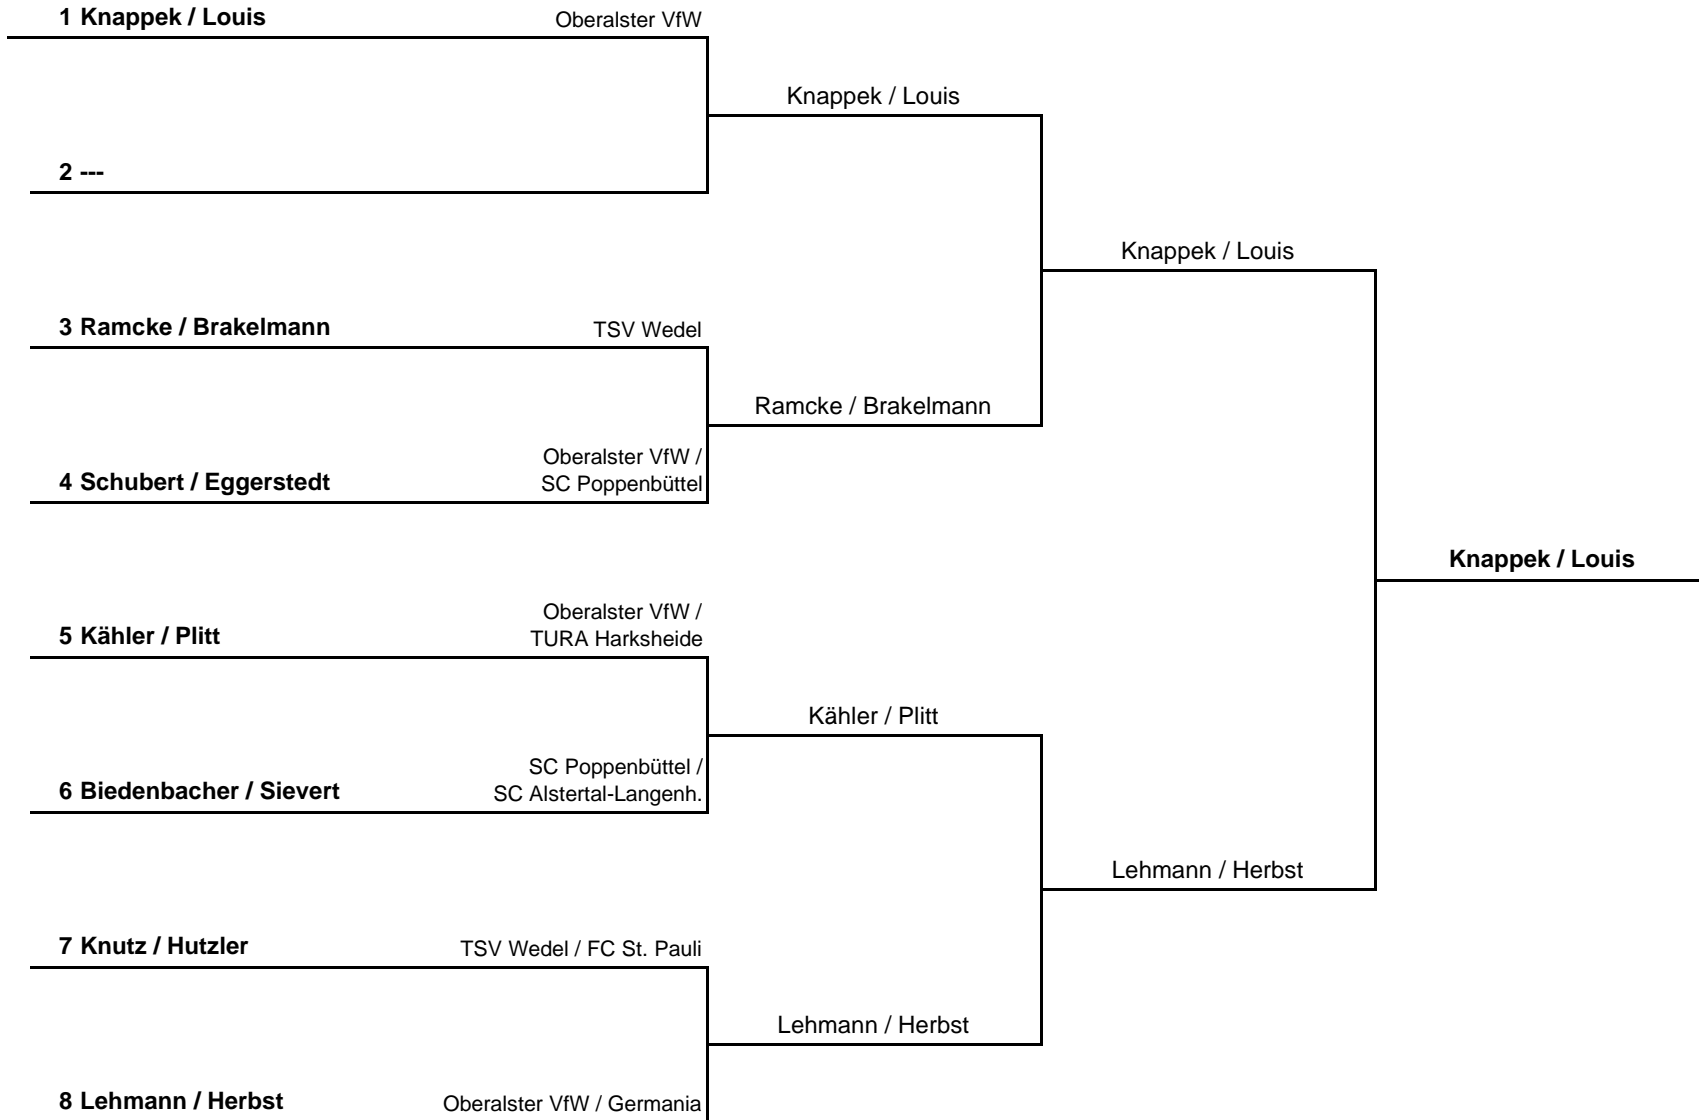 1 Knappek / Louis Oberalster VfW
Knappek / Louis
2 ---
Knappek / Louis
3 Ramcke / Brakelmann TSV Wedel
Ramcke / Brakelmann
Oberalster VfW /
4 Schubert / Eggerstedt SC Poppenbüttel
Knappek / Louis
Oberalster VfW /
5 Kähler / Plitt TURA Harksheide
Kähler / Plitt
SC Poppenbüttel /
6 Biedenbacher / Sievert SC Alstertal-Langenh.
Lehmann / Herbst
7 Knutz / Hutzler TSV Wedel / FC St. Pauli
Lehmann / Herbst
8 Lehmann / Herbst Oberalster VfW / Germania